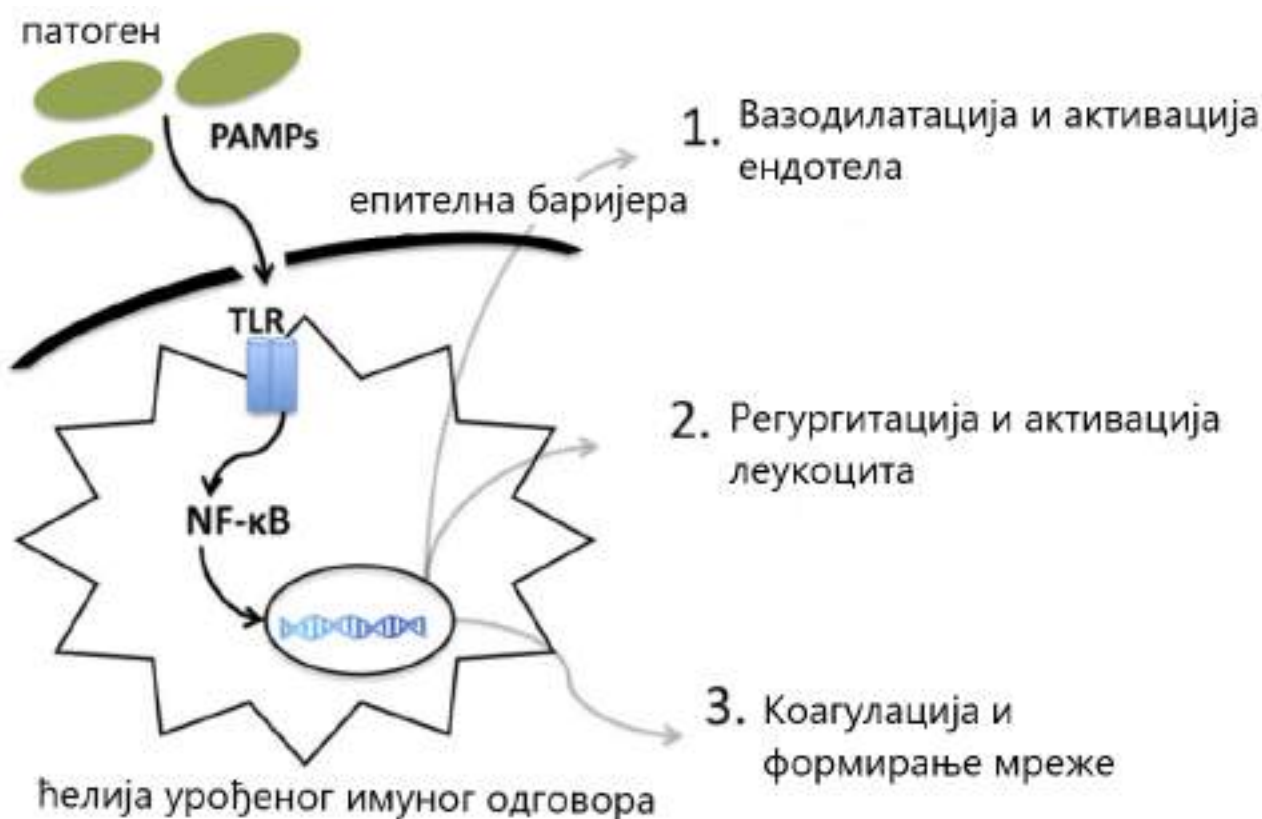 патоген
PAMPs
епителна баријера
TLR
NF-κB
ћелија урођеног имуног одговора
1. Вазодилатација и активација
ендотела
2. Регургитација и активација
леукоцита
3. Коагулација и
формирање мреже